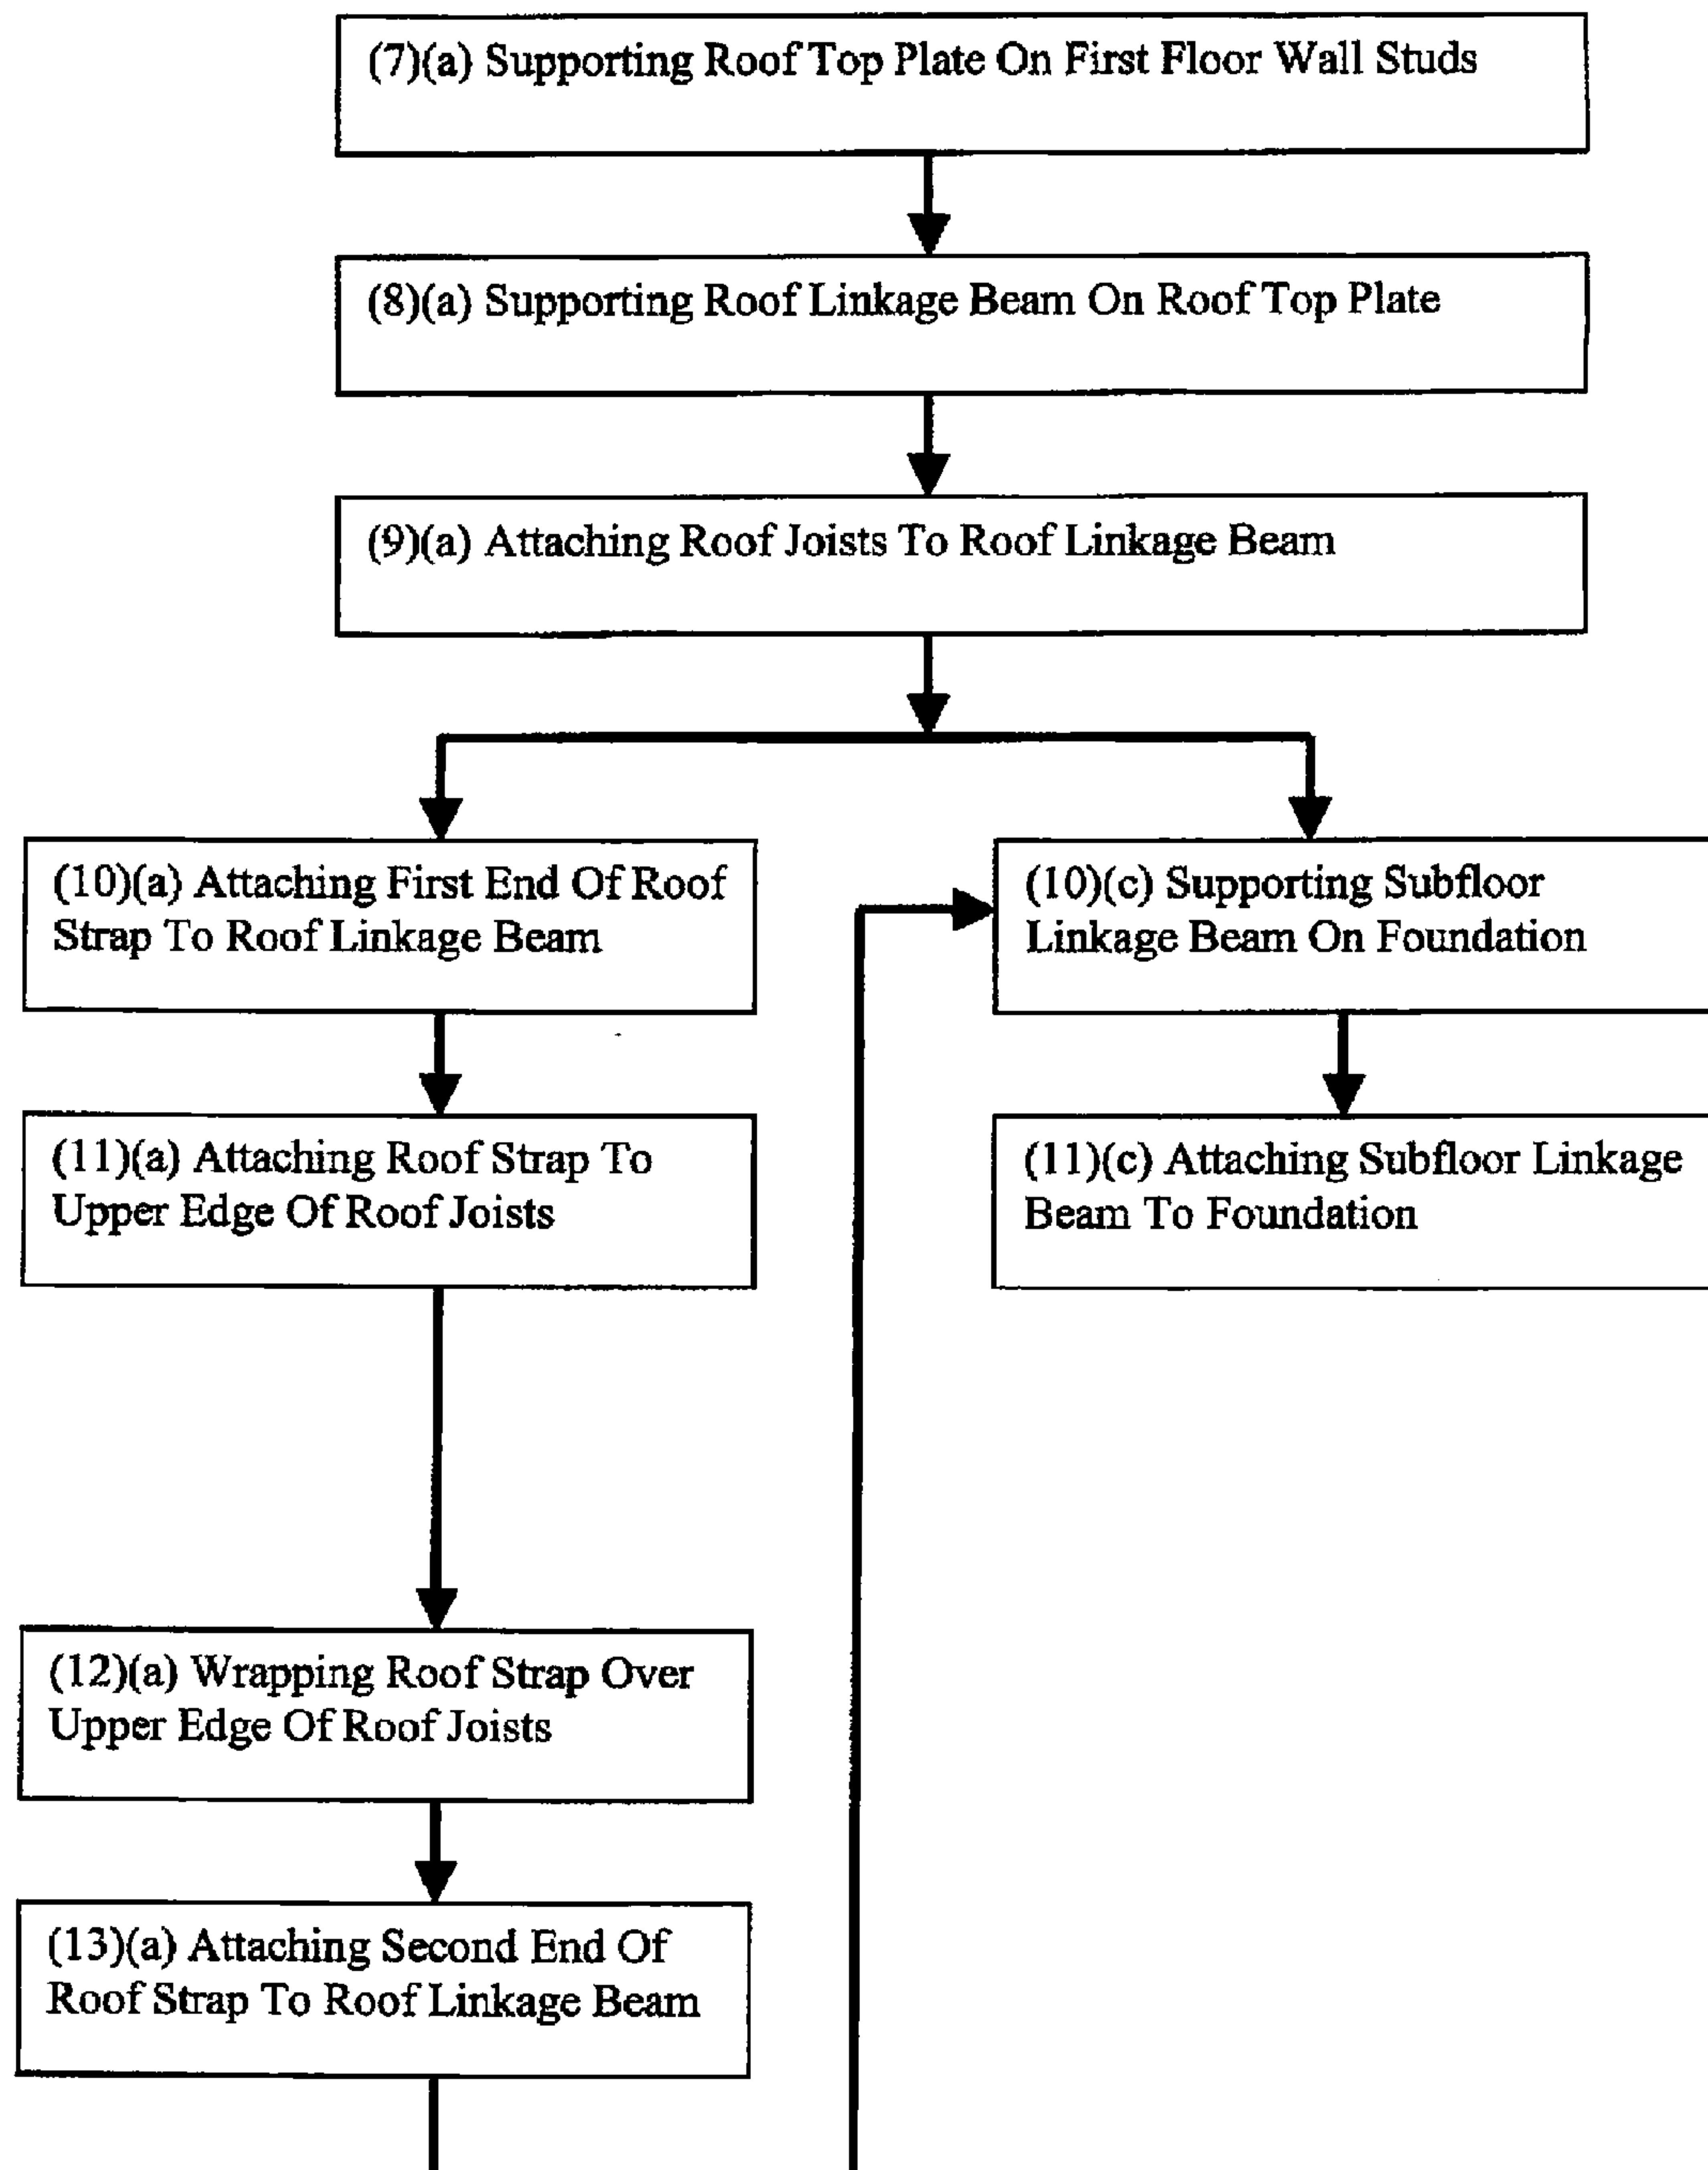 (7)(a) Supporting Roof Top Plate On First Floor Wall Studs
(8)(a) Supporting Roof Linkage Beam On Roof Top Plate
(9)(a) Attaching Roof Joists To Roof Linkage Beam
(10)(a) Attaching First End Of Roof
Strap To Roof Linkage Beam
(10)(c) Supporting Subfloor
Linkage Beam On Foundation
(11)(a) Attaching Roof Strap To
Upper Edge Of Roof Joists
(11)(c) Attaching Subfloor Linkage
Beam To Foundation
(12)(a) Wrapping Roof Strap Over
Upper Edge Of Roof Joists
(13)(a) Attaching Second End Of
Roof Strap To Roof Linkage Beam